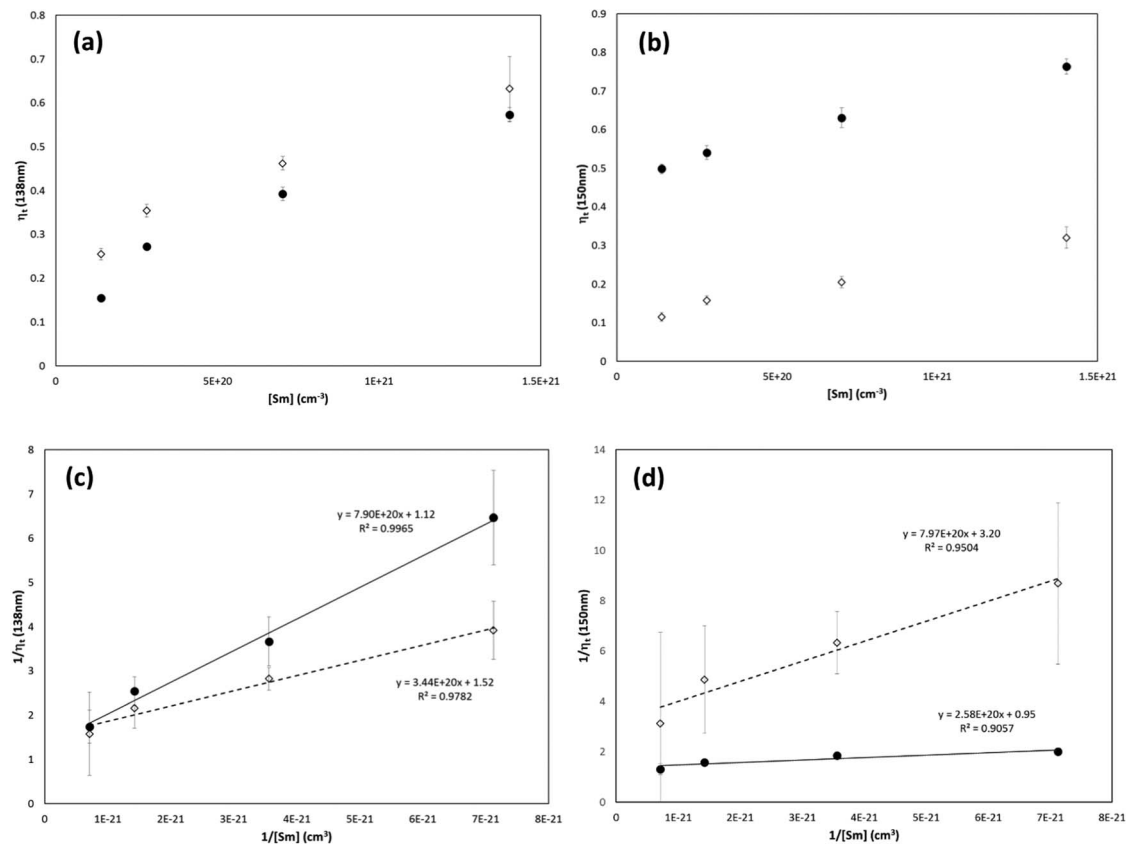 (a)
0.8
0.7
0.6
0.5
0.4
0.3
0.2
0.1
0
ηt (138nm)
0 5E+20 1E+21 1.5E+21
[Sm] (cm-3)
(b)
0.9
0.8
0.7
0.6
0.5
0.4
0.3
0.2
0.1
0
ηt (150nm)
0 5E+20 1E+21 1.5E+21
[Sm] (cm-3)
(c)
8
7
6
5
4
3
2
1
0
1/ηt (138nm)
y = 7.90E+20x + 1.12
R² = 0.9965
y = 3.44E+20x + 1.52
R² = 0.9782
0 1E-21 2E-21 3E-21 4E-21 5E-21 6E-21 7E-21 8E-21
1/[Sm] (cm3)
(d)
14
12
10
8
6
4
2
0
1/ηt (150nm)
y = 7.97E+20x + 3.20
R² = 0.9504
y = 2.58E+20x + 0.95
R² = 0.9057
0 1E-21 2E-21 3E-21 4E-21 5E-21 6E-21 7E-21 8E-21
1/[Sm] (cm3)